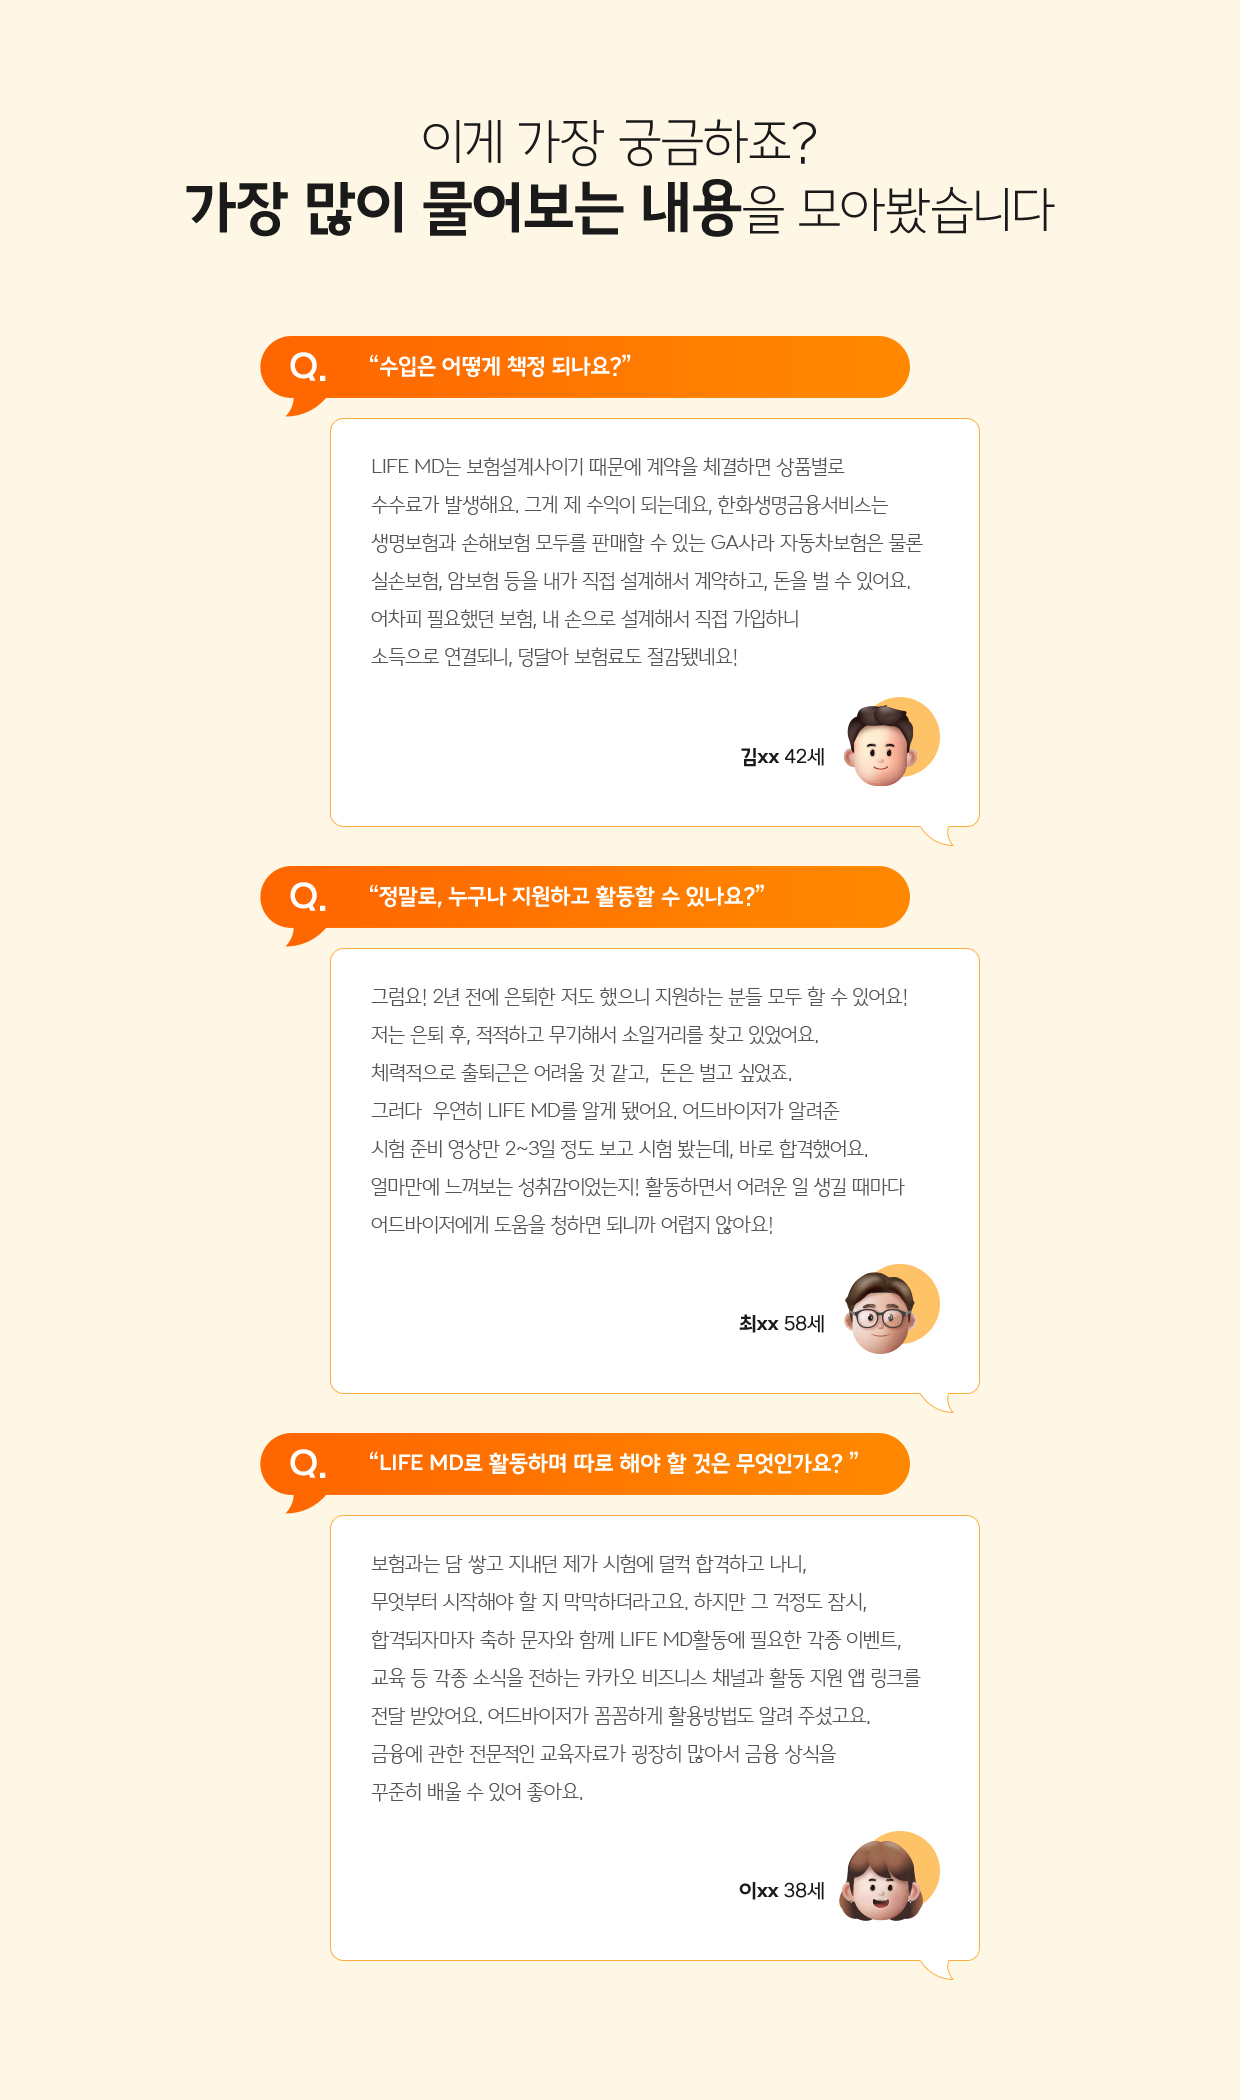 이게 가장 궁금하죠?
가장 많이 물어보는 내용을 모아봤습니다
Q. “수입은 어떻게 책정 되나요?”
LIFE MD는 보험설계사이기 때문에 계약을 체결하면 상품별로
수수료가 발생해요. 그게 제 수익이 되는데요, 한화생명금융서비스는
생명보험과 손해보험 모두를 판매할 수 있는 GA사라 자동차보험은 물론
실손보험, 암보험 등을 내가 직접 설계해서 계약하고, 돈을 벌 수 있어요.
어차피 필요했던 보험, 내 손으로 설계해서 직접 가입하니
소득으로 연결되니, 덩달아 보험료도 절감됐네요!
김xx 42세
Q. “정말로, 누구나 지원하고 활동할 수 있나요?”
그럼요! 2년 전에 은퇴한 저도 했으니 지원하는 분들 모두 할 수 있어요!
저는 은퇴 후, 적적하고 무기해서 소일거리를 찾고 있었어요.
체력적으로 출퇴근은 어려울 것 같고,  돈은 벌고 싶었죠.
그러다  우연히 LIFE MD를 알게 됐어요. 어드바이저가 알려준
시험 준비 영상만 2~3일 정도 보고 시험 봤는데, 바로 합격했어요.
얼마만에 느껴보는 성취감이었는지! 활동하면서 어려운 일 생길 때마다
어드바이저에게 도움을 청하면 되니까 어렵지 않아요!
최xx 58세
Q. “LIFE MD로 활동하며 따로 해야 할 것은 무엇인가요? ”
보험과는 담 쌓고 지내던 제가 시험에 덜컥 합격하고 나니,
무엇부터 시작해야 할 지 막막하더라고요. 하지만 그 걱정도 잠시,
합격되자마자 축하 문자와 함께 LIFE MD활동에 필요한 각종 이벤트,
교육 등 각종 소식을 전하는 카카오 비즈니스 채널과 활동 지원 앱 링크를
전달 받았어요. 어드바이저가 꼼꼼하게 활용방법도 알려 주셨고요.
금융에 관한 전문적인 교육자료가 굉장히 많아서 금융 상식을
꾸준히 배울 수 있어 좋아요.
이xx 38세